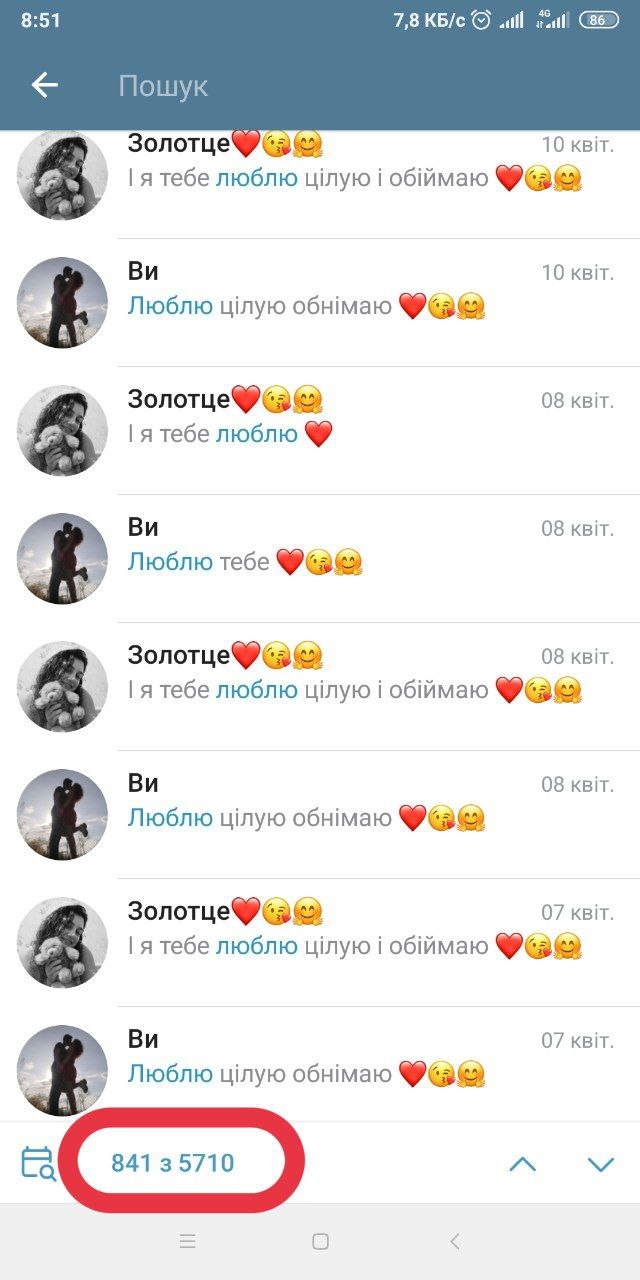 8:51
7,8 КБ/с 4G 86
Пошук
Золотце❤️😘🤗 10 квіт.
І я тебе люблю цілую і обіймаю ❤️😘🤗
Ви 10 квіт.
Люблю цілую обнімаю ❤️😘🤗
Золотце❤️😘🤗 08 квіт.
І я тебе люблю ❤️
Ви 08 квіт.
Люблю тебе ❤️😘🤗
Золотце❤️😘🤗 08 квіт.
І я тебе люблю цілую і обіймаю ❤️😘🤗
Ви 08 квіт.
Люблю цілую обнімаю ❤️😘🤗
Золотце❤️😘🤗 07 квіт.
І я тебе люблю цілую і обіймаю ❤️😘🤗
Ви 07 квіт.
Люблю цілую обнімаю ❤️😘🤗
841 з 5710